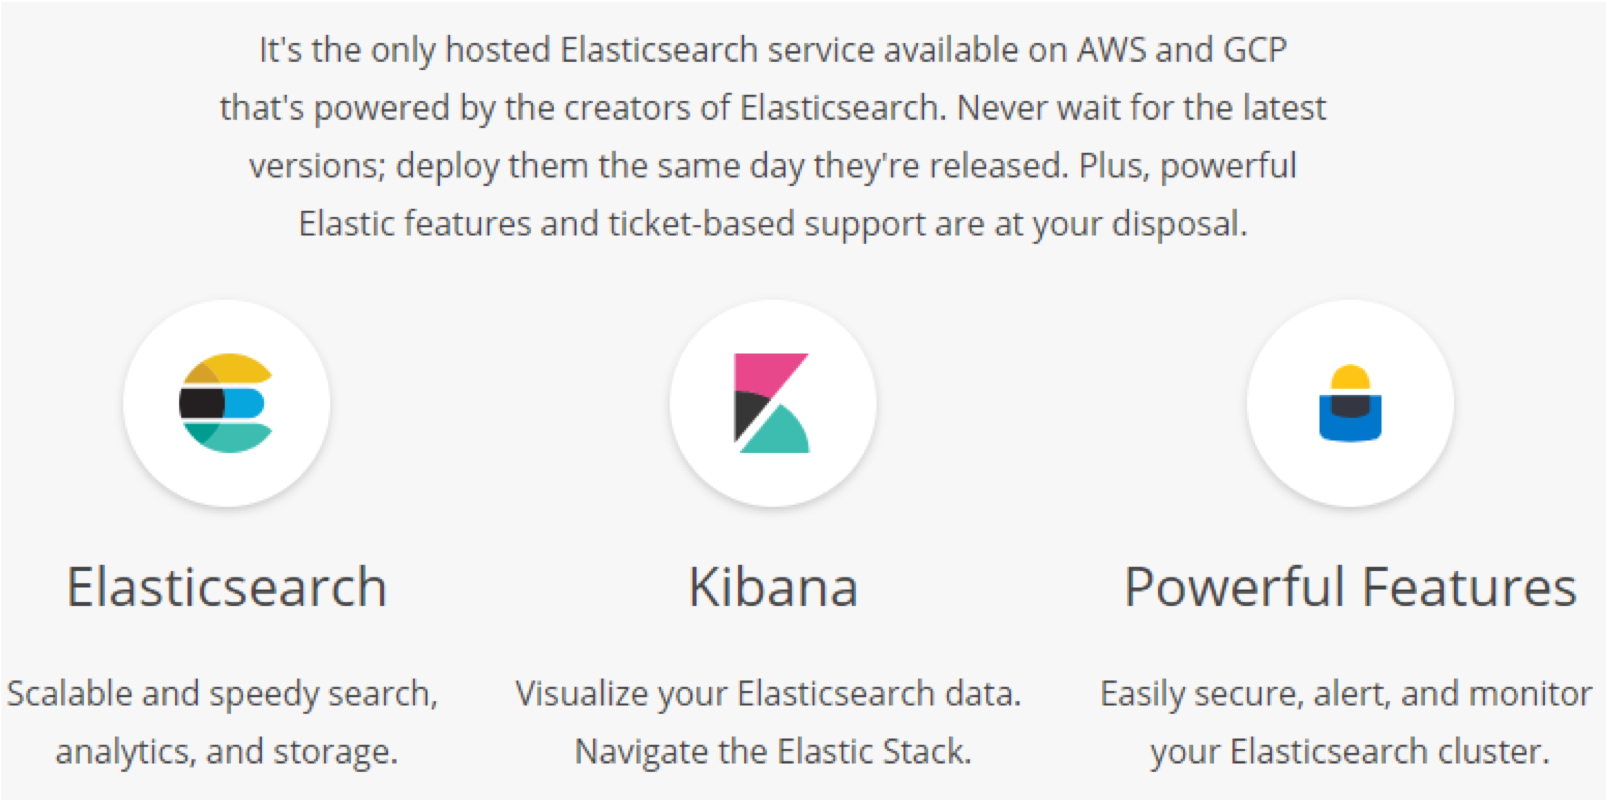 It's the only hosted Elasticsearch service available on AWS and GCP
that's powered by the creators of Elasticsearch. Never wait for the latest
versions; deploy them the same day they're released. Plus, powerful
Elastic features and ticket-based support are at your disposal.
Elasticsearch
Scalable and speedy search,
analytics, and storage.
Kibana
Visualize your Elasticsearch data.
Navigate the Elastic Stack.
Powerful Features
Easily secure, alert, and monitor
your Elasticsearch cluster.